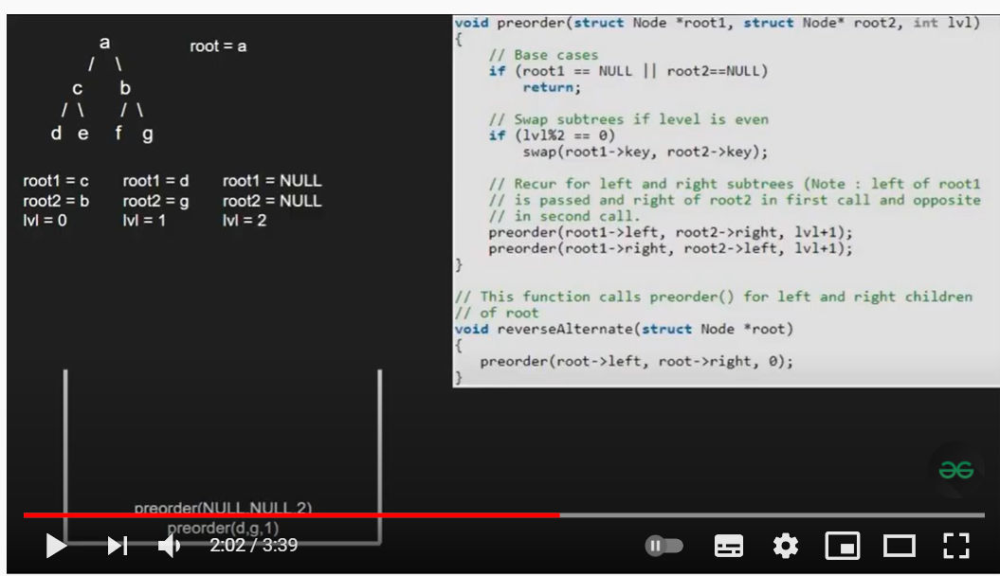 a
root = a
/ \
c b
/ \ / \
d e f g
root1 = c root1 = d root1 = NULL
root2 = b root2 = g root2 = NULL
lvl = 0 lvl = 1 lvl = 2
preorder(NULL,NULL,2)
preorder(d,g,1)
void preorder(struct Node *root1, struct Node* root2, int lvl)
{
// Base cases
if (root1 == NULL || root2==NULL)
return;
// Swap subtrees if level is even
if (lvl%2 == 0)
swap(root1->key, root2->key);
// Recur for left and right subtrees (Note : left of root1
// is passed and right of root2 in first call and opposite
// in second call.
preorder(root1->left, root2->right, lvl+1);
preorder(root1->right, root2->left, lvl+1);
}
// This function calls preorder() for left and right children
// of root
void reverseAlternate(struct Node *root)
{
preorder(root->left, root->right, 0);
}
2:02 / 3:39